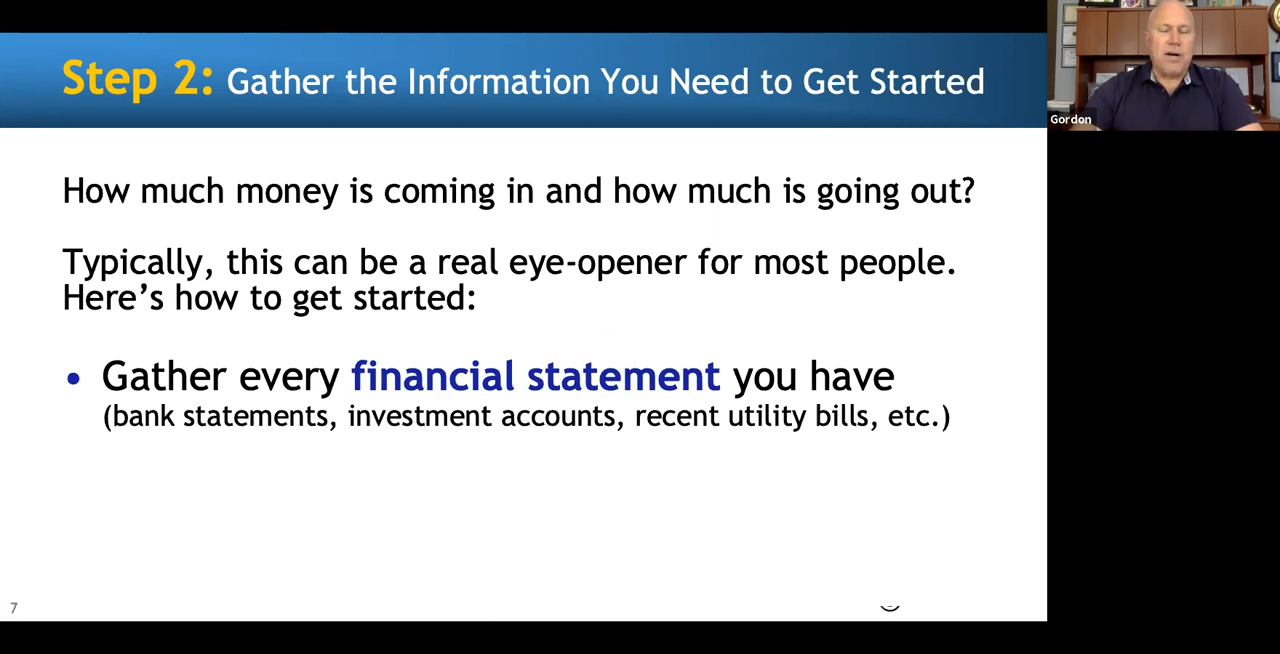 Step 2: Gather the Information You Need to Get Started
Gordon
How much money is coming in and how much is going out?
Typically, this can be a real eye-opener for most people.
Here’s how to get started:
• Gather every financial statement you have
(bank statements, investment accounts, recent utility bills, etc.)
7